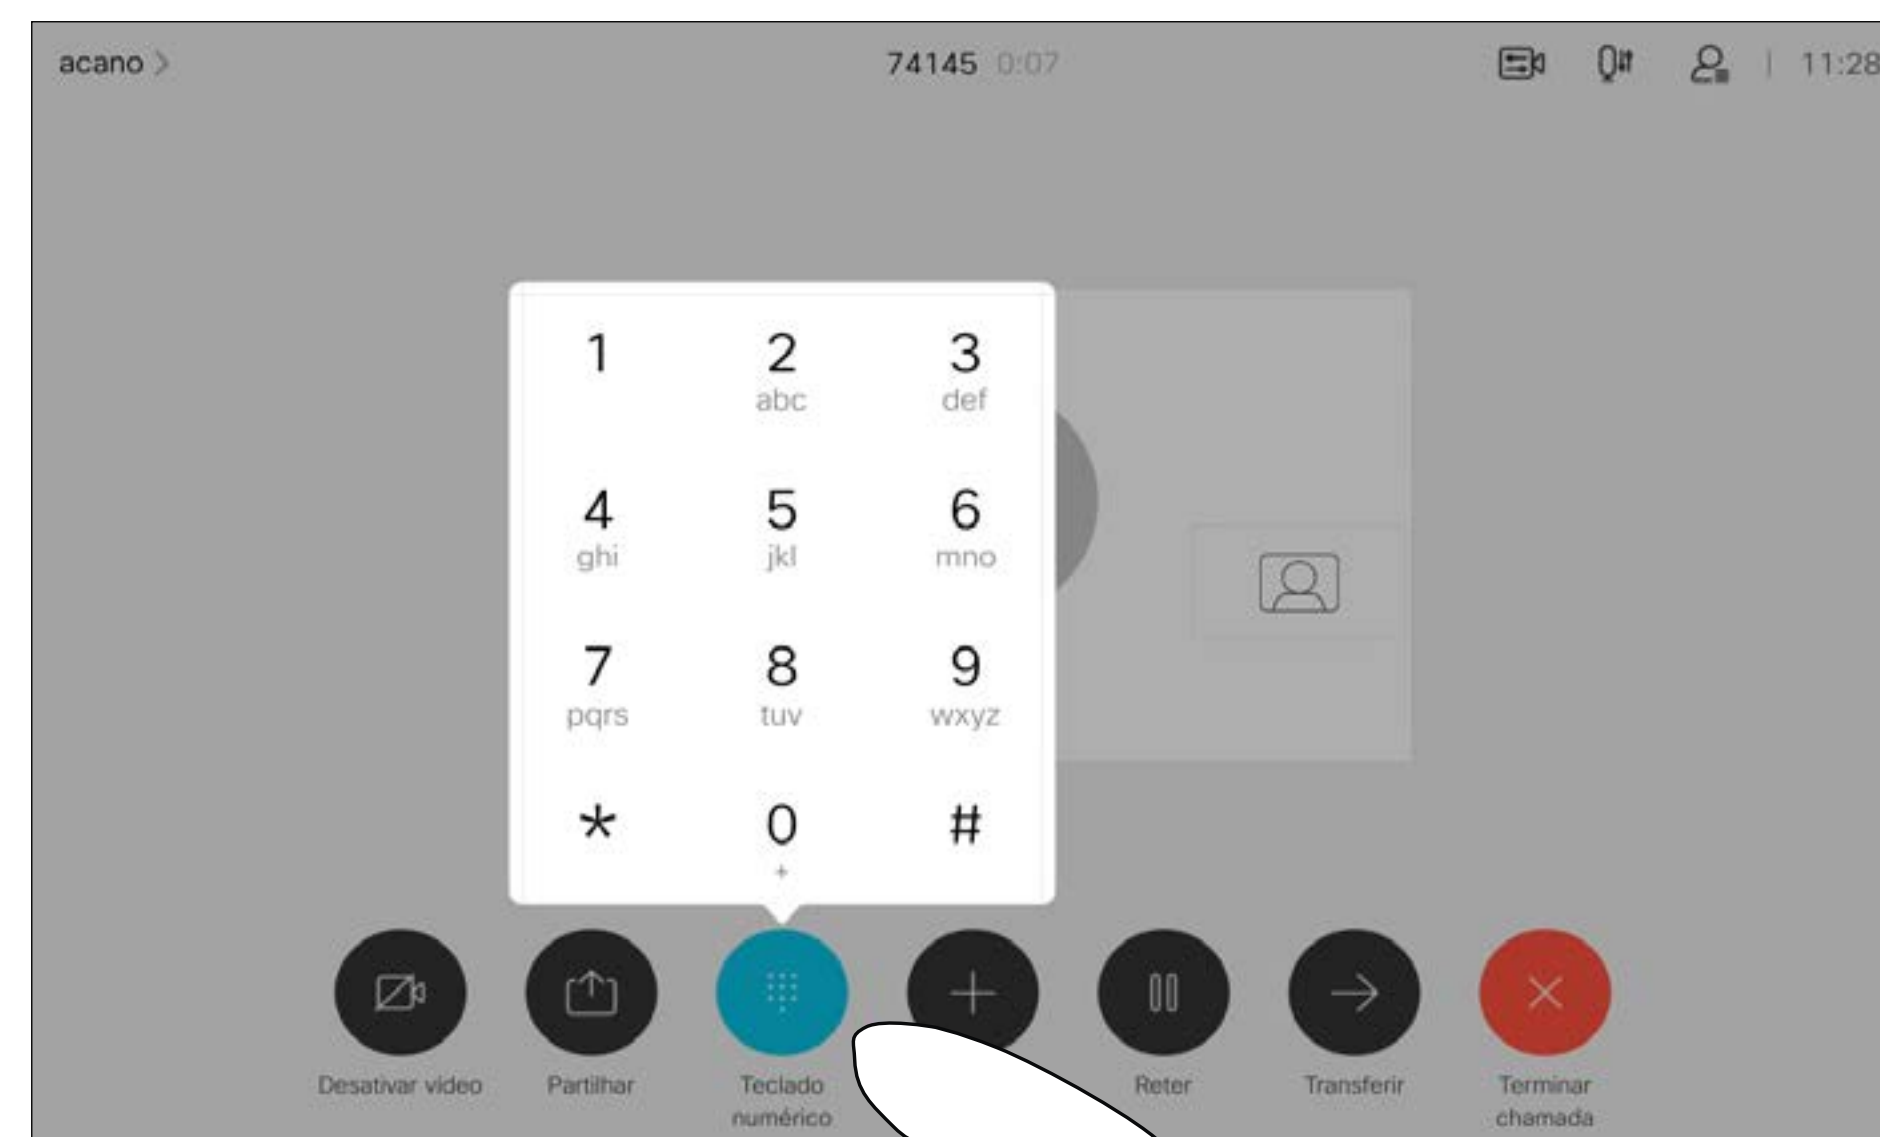 acano
74145 0:07
11:28
1
2
3
abc
def
4
5
6
ghi
jkl
mno
7
8
9
pqrs
tuv
wxyz
*
0
#
+
Desativar vídeo
Partilhar
Teclado
numérico
Reter
Transferir
Terminar
chamada